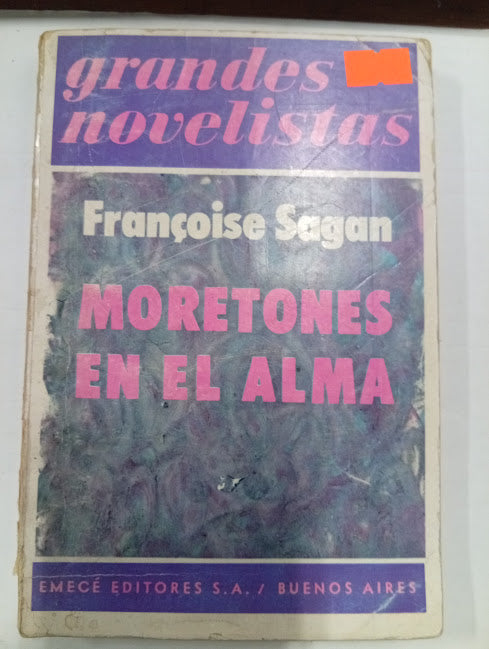 grandes
novelistas
Françoise Sagan
MORETONES
EN EL ALMA
EMECÉ EDITORES S.A. / BUENOS AIRES